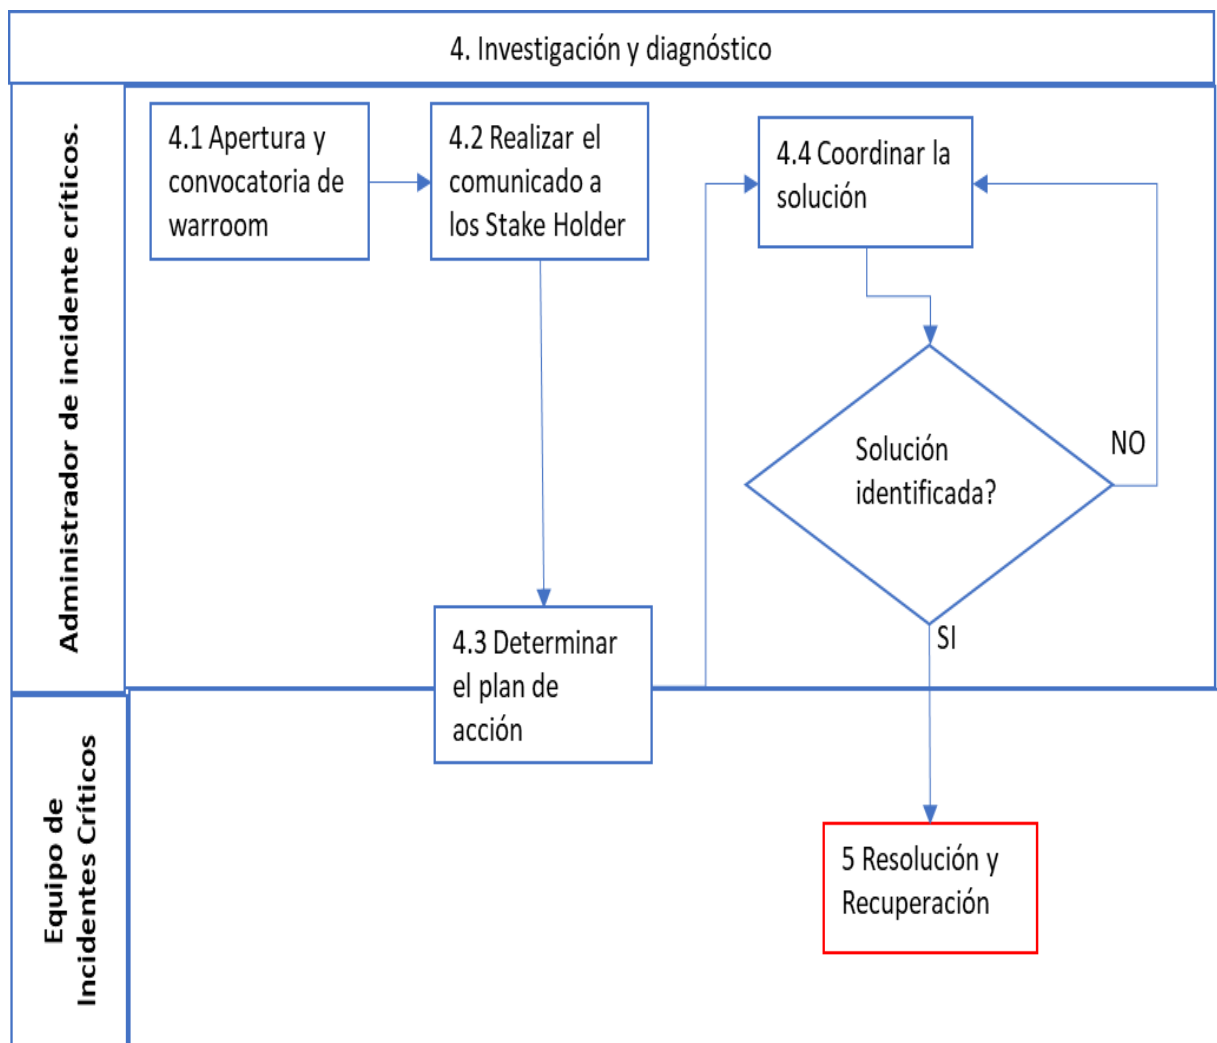 4. Investigación y diagnóstico
Administrador de incidente críticos.
4.1 Apertura y
convocatoria de
warroom
4.2 Realizar el
comunicado a
los Stake Holder
4.4 Coordinar la
solución
Solución
identificada?
NO
SI
4.3 Determinar
el plan de
acción
Equipo de
Incidentes Críticos
5 Resolución y
Recuperación